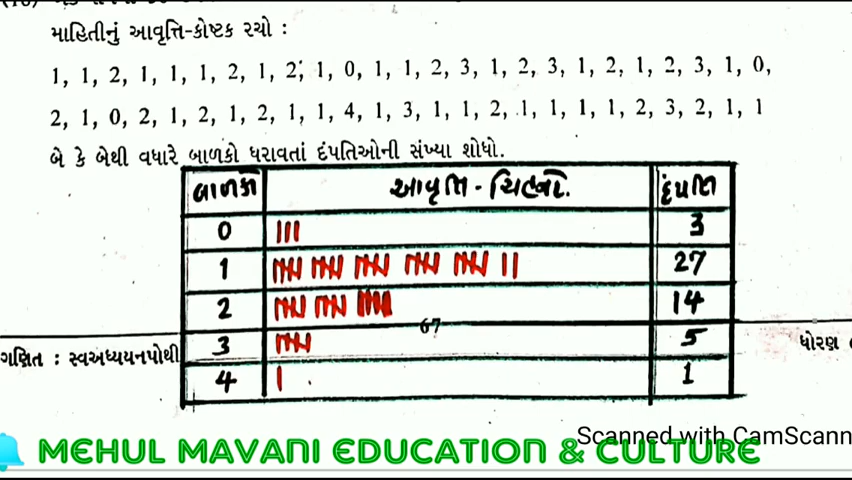 માહિતીનું આવૃત્તિ-કોષ્ટક રચો :
1, 1, 2, 1, 1, 1, 2, 1, 2, 1, 0, 1, 1, 2, 3, 1, 2, 3, 1, 2, 1, 2, 3, 1, 0,
2, 1, 0, 2, 1, 2, 1, 2, 1, 1, 4, 1, 3, 1, 1, 2, 1, 1, 1, 1, 2, 3, 2, 1, 1
બે કે બેથી વધારે બાળકો ધરાવતાં દંપતિઓની સંખ્યા શોધો.
બાળકો આવૃત્તિ - ચિહ્નો. દંપતિ
0 3
1 27
2 14
67
3 5
ગણિત : સ્વઅધ્યયનપોથી ધોરણ
4 1
Scanned with CamScann
MEHUL MAVANI EDUCATION & CULTURE